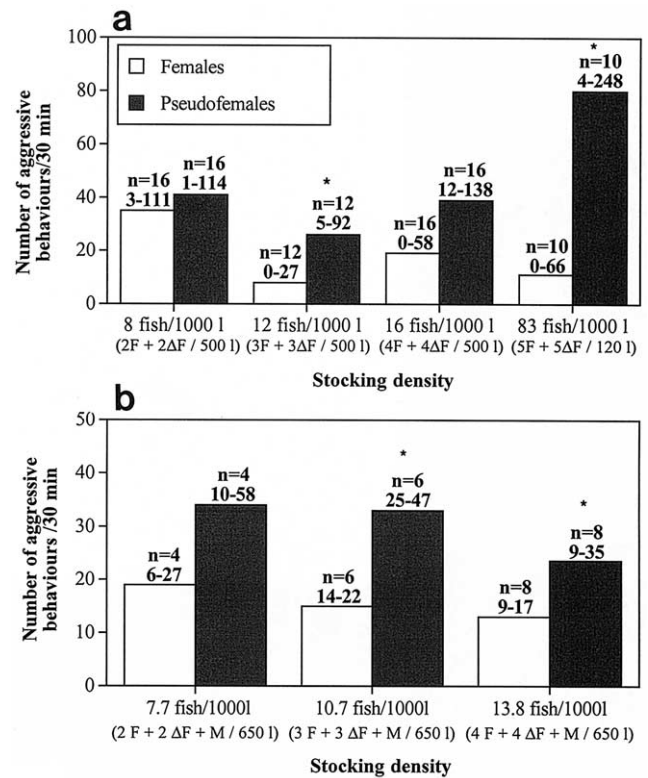 a
Number of aggressive
behaviours/30 min
100
80
60
40
20
0
Females
Pseudofemales
n=16
3-111
n=16
1-114
n=12
0-27
*
n=12
5-92
n=16
0-58
n=16
12-138
n=10
0-66
*
n=10
4-248
8 fish/1000 l
(2F + 2ΔF / 500 l)
12 fish/1000 l
(3F + 3ΔF / 500 l)
16 fish/1000 l
(4F + 4ΔF / 500 l)
83 fish/1000 l
(5F + 5ΔF / 120 l)
Stocking density
b
Number of aggressive
behaviours /30 min
50
40
30
20
10
0
n=4
6-27
n=4
10-58
n=6
14-22
*
n=6
25-47
n=8
9-17
*
n=8
9-35
7.7 fish/1000l
(2 F + 2 ΔF + M / 650 l)
10.7 fish/1000l
(3 F + 3 ΔF + M / 650 l)
13.8 fish/1000l
(4 F + 4 ΔF + M / 650 l)
Stocking density